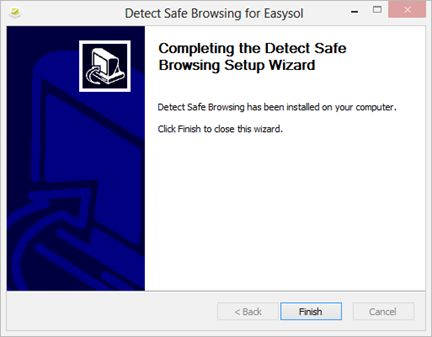 Detect Safe Browsing for Easysol
Completing the Detect Safe
Browsing Setup Wizard
Detect Safe Browsing has been installed on your computer.
Click Finish to close this wizard.
< Back
Finish
Cancel